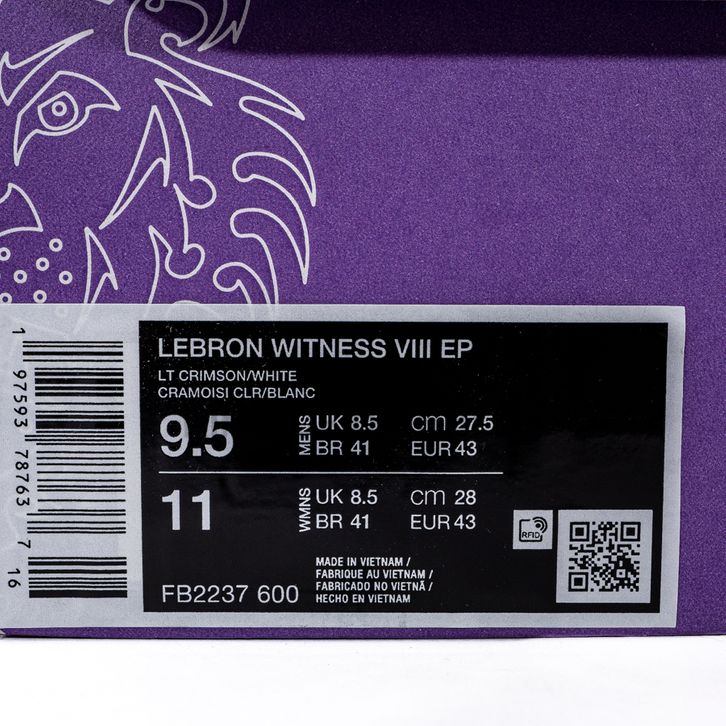 LEBRON WITNESS VIII EP
LT CRIMSON/WHITE
CRAMOISI CLR/BLANC
9.5 MENS UK 8.5 cm 27.5
BR 41 EUR 43
11 WMNS UK 8.5 cm 28
BR 41 EUR 43
RFID
FB2237 600
MADE IN VIETNAM /
FABRIQUE AU VIETNAM /
FABRICADO NO VIETNÃ /
HECHO EN VIETNAM
1 97593 78763 7
16